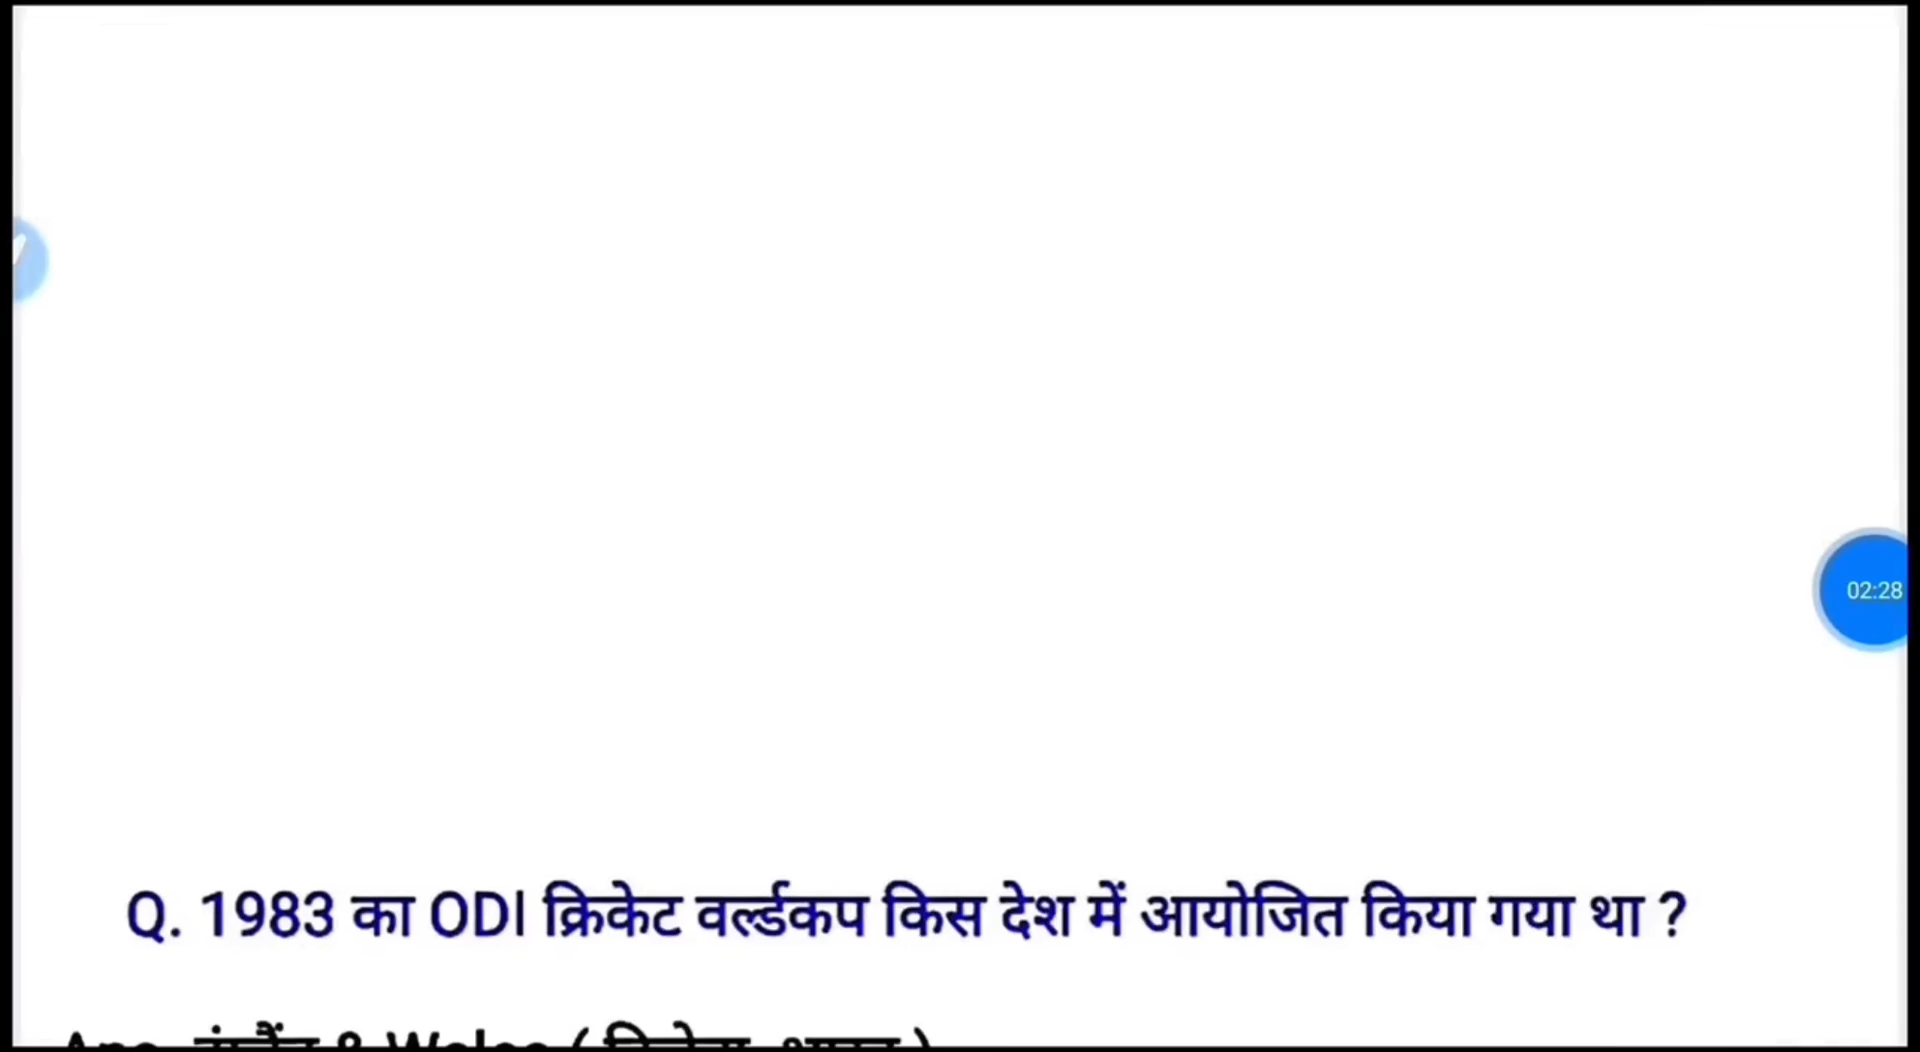 02:28
Q. 1983 का ODI क्रिकेट वर्ल्डकप किस देश में आयोजित किया गया था ?